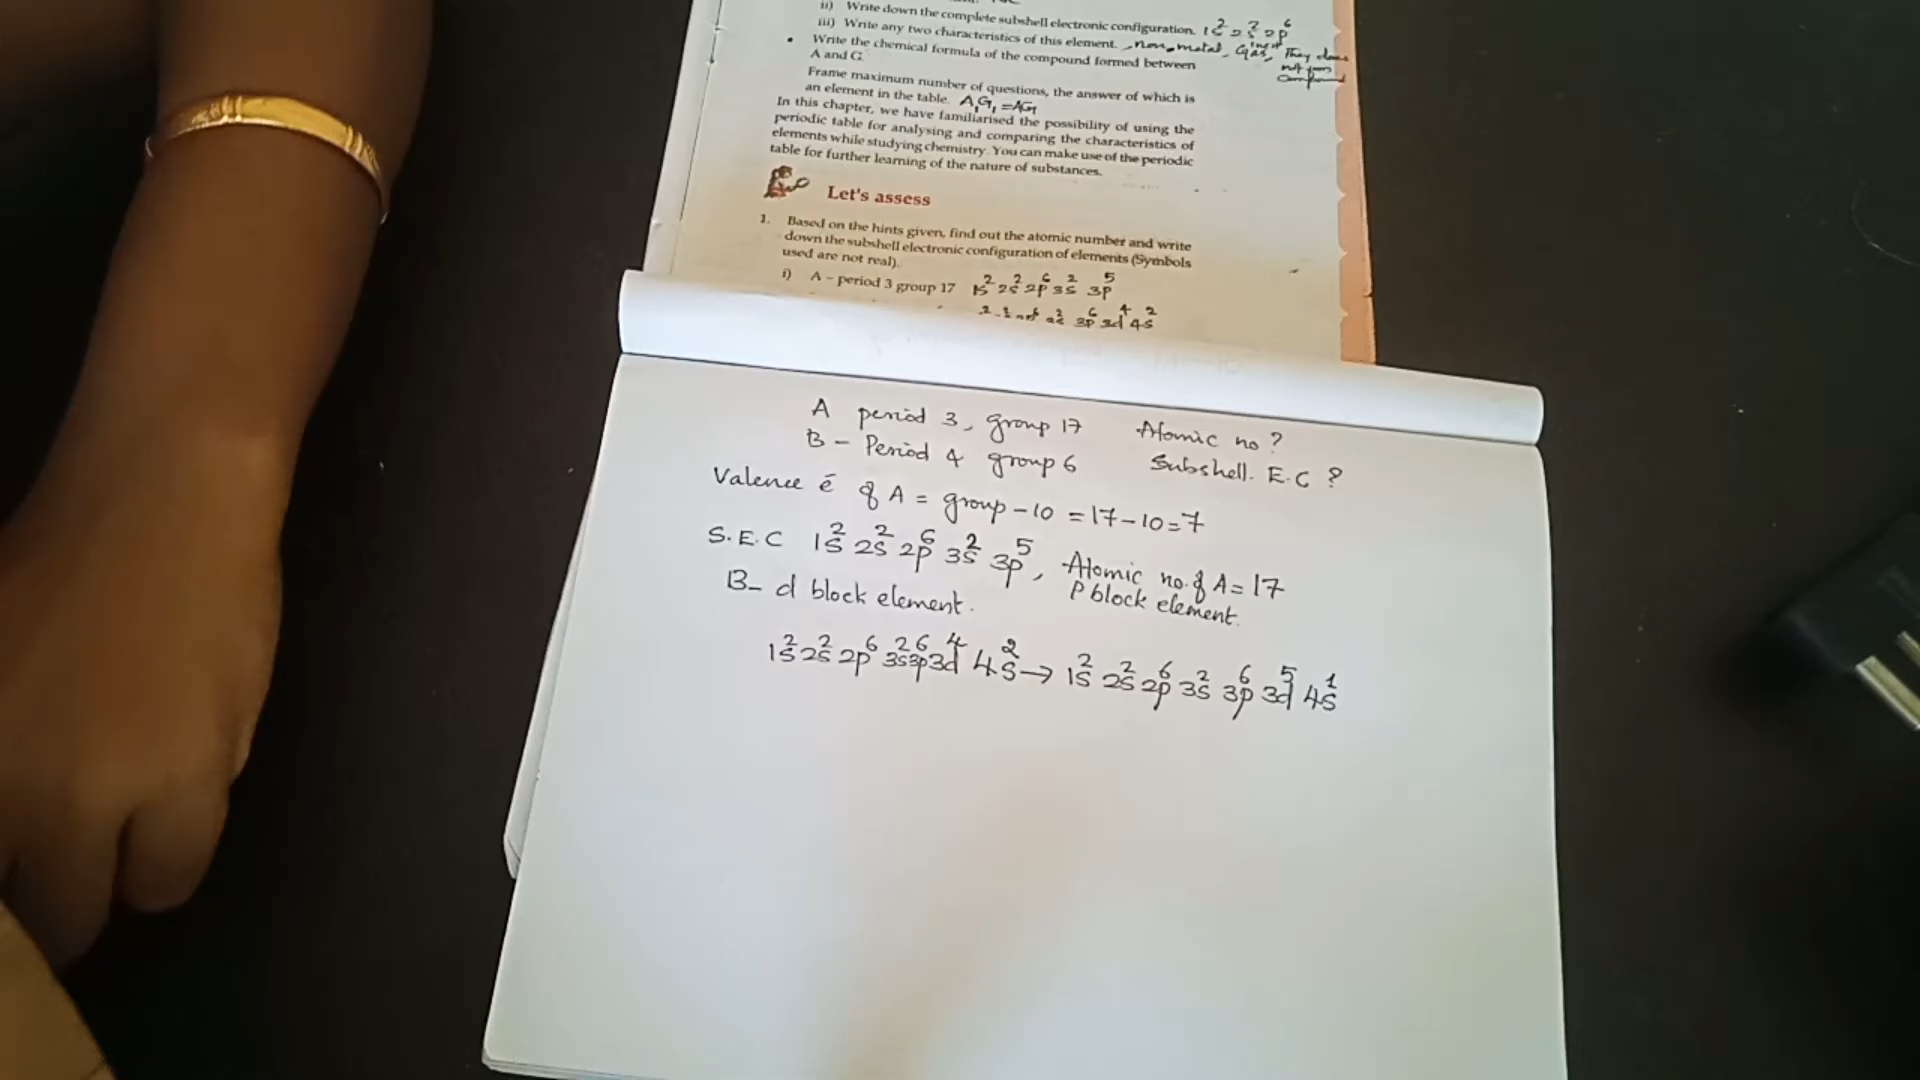 ii) Write down the complete subshell electronic configuration. 1s² 2s² 2p⁶
iii) Write any two characteristics of this element. non metal, Gas, inert They does not form compound
• Write the chemical formula of the compound formed between
A and G.
Frame maximum number of questions, the answer of which is
an element in the table. A₁G₁ = AG
In this chapter, we have familiarised the possibility of using the
periodic table for analysing and comparing the characteristics of
elements while studying chemistry. You can make use of the periodic
table for further learning of the nature of substances.
Let's assess
1. Based on the hints given, find out the atomic number and write
down the subshell electronic configuration of elements (Symbols
used are not real).
i) A – period 3 group 17 1s² 2s² 2p⁶ 3s² 3p⁵
3p⁶ 3d⁴ 4s²
A period 3, group 17 Atomic no ?
B – Period 4 group 6 Subshell. E.C ?
Valence é of A = group – 10 = 17 – 10 = 7
S.E.C 1s² 2s² 2p⁶ 3s² 3p⁵, Atomic no. of A = 17
P block element.
B – d block element.
1s² 2s² 2p⁶ 3s² 3p⁶ 3d⁴ 4s² → 1s² 2s² 2p⁶ 3s² 3p⁶ 3d⁵ 4s¹